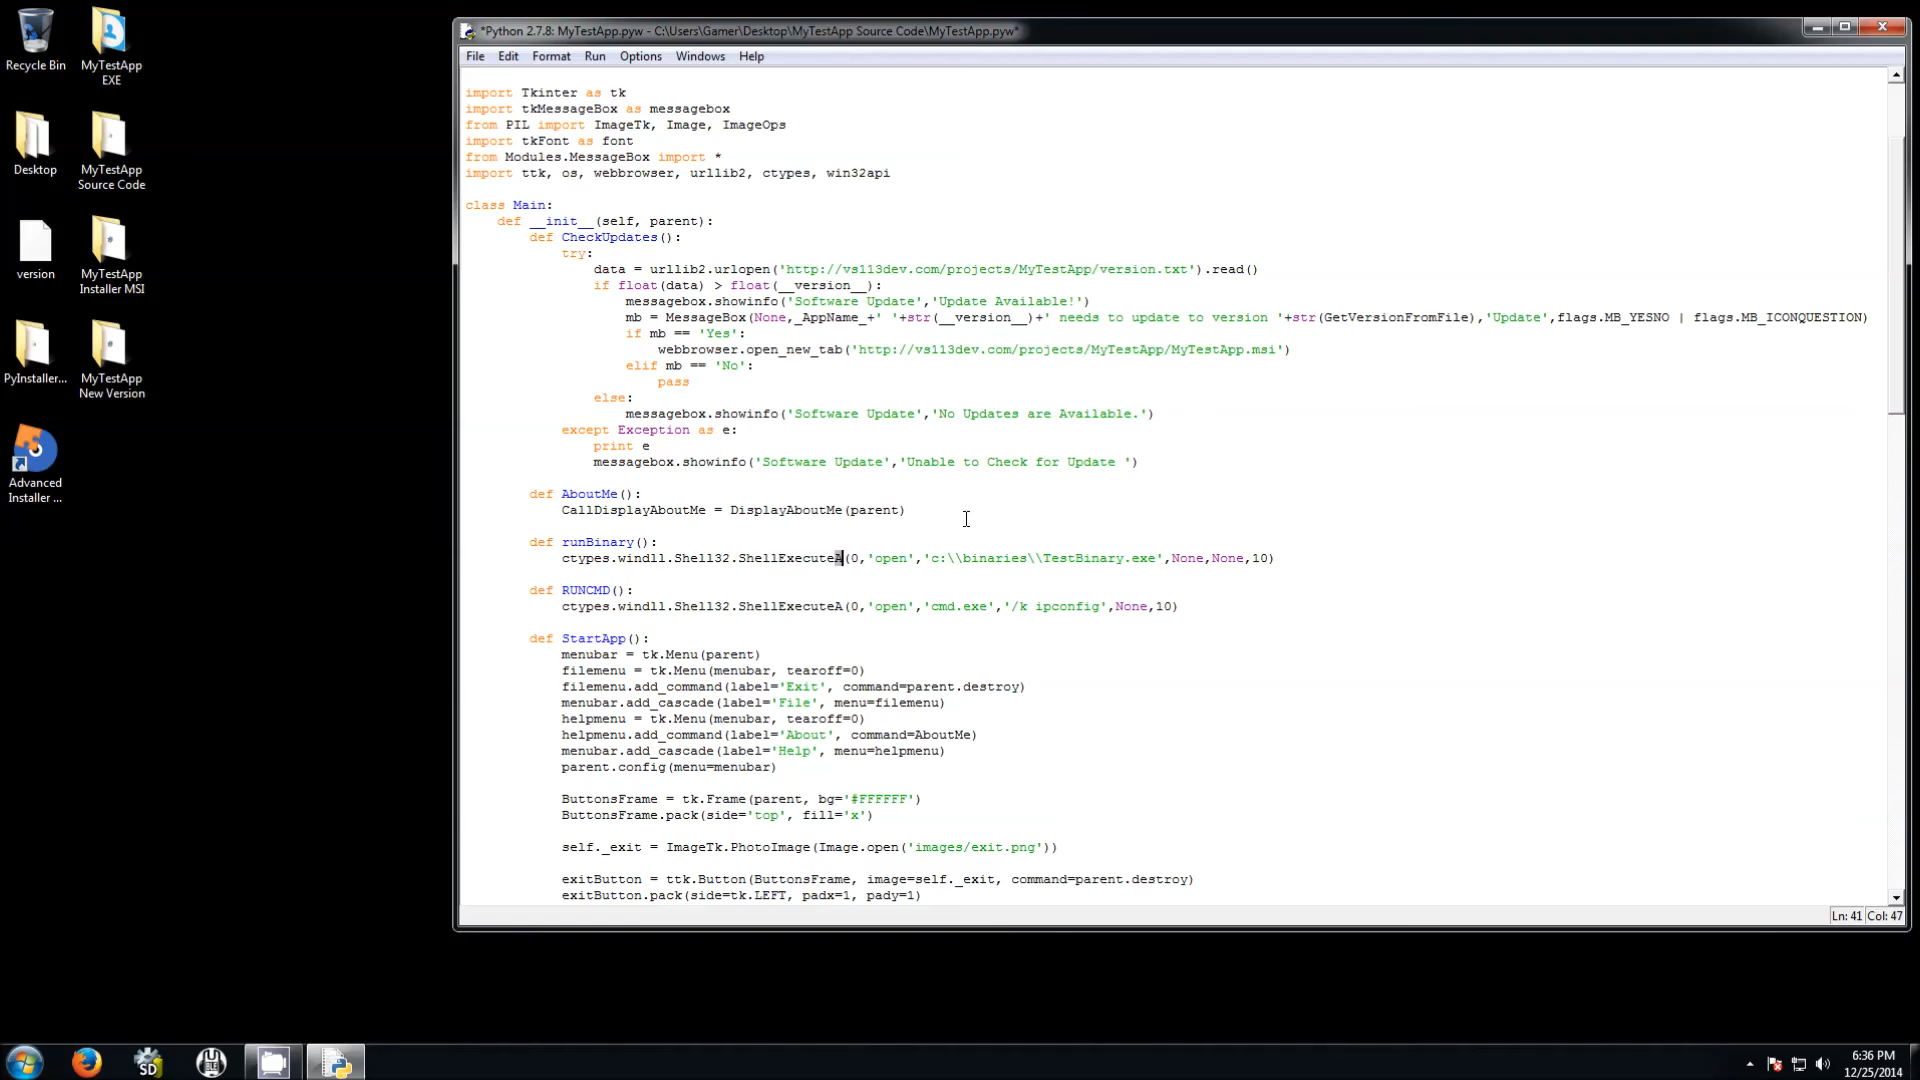 Recycle Bin
MyTestApp
EXE
Desktop
MyTestApp
Source Code
version
MyTestApp
Installer MSI
PyInstaller...
MyTestApp
New Version
Advanced
Installer ...
*Python 2.7.8: MyTestApp.pyw - C:\Users\Gamer\Desktop\MyTestApp Source Code\MyTestApp.pyw*
File Edit Format Run Options Windows Help
import Tkinter as tk
import tkMessageBox as messagebox
from PIL import ImageTk, Image, ImageOps
import tkFont as font
from Modules.MessageBox import *
import ttk, os, webbrowser, urllib2, ctypes, win32api
class Main:
def __init__(self, parent):
def CheckUpdates():
try:
data = urllib2.urlopen('http://vs113dev.com/projects/MyTestApp/version.txt').read()
if float(data) > float(__version__):
messagebox.showinfo('Software Update','Update Available!')
mb = MessageBox(None,_AppName_+' '+str(__version__)+' needs to update to version '+str(GetVersionFromFile),'Update',flags.MB_YESNO | flags.MB_ICONQUESTION)
if mb == 'Yes':
webbrowser.open_new_tab('http://vs113dev.com/projects/MyTestApp/MyTestApp.msi')
elif mb == 'No':
pass
else:
messagebox.showinfo('Software Update','No Updates are Available.')
except Exception as e:
print e
messagebox.showinfo('Software Update','Unable to Check for Update ')
def AboutMe():
CallDisplayAboutMe = DisplayAboutMe(parent)
def runBinary():
ctypes.windll.Shell32.ShellExecuteA(0,'open','c:\\binaries\\TestBinary.exe',None,None,10)
def RUNCMD():
ctypes.windll.Shell32.ShellExecuteA(0,'open','cmd.exe','/k ipconfig',None,10)
def StartApp():
menubar = tk.Menu(parent)
filemenu = tk.Menu(menubar, tearoff=0)
filemenu.add_command(label='Exit', command=parent.destroy)
menubar.add_cascade(label='File', menu=filemenu)
helpmenu = tk.Menu(menubar, tearoff=0)
helpmenu.add_command(label='About', command=AboutMe)
menubar.add_cascade(label='Help', menu=helpmenu)
parent.config(menu=menubar)
ButtonsFrame = tk.Frame(parent, bg='#FFFFFF')
ButtonsFrame.pack(side='top', fill='x')
self._exit = ImageTk.PhotoImage(Image.open('images/exit.png'))
exitButton = ttk.Button(ButtonsFrame, image=self._exit, command=parent.destroy)
exitButton.pack(side=tk.LEFT, padx=1, pady=1)
Ln: 41 Col: 47
SD
6:36 PM
12/25/2014